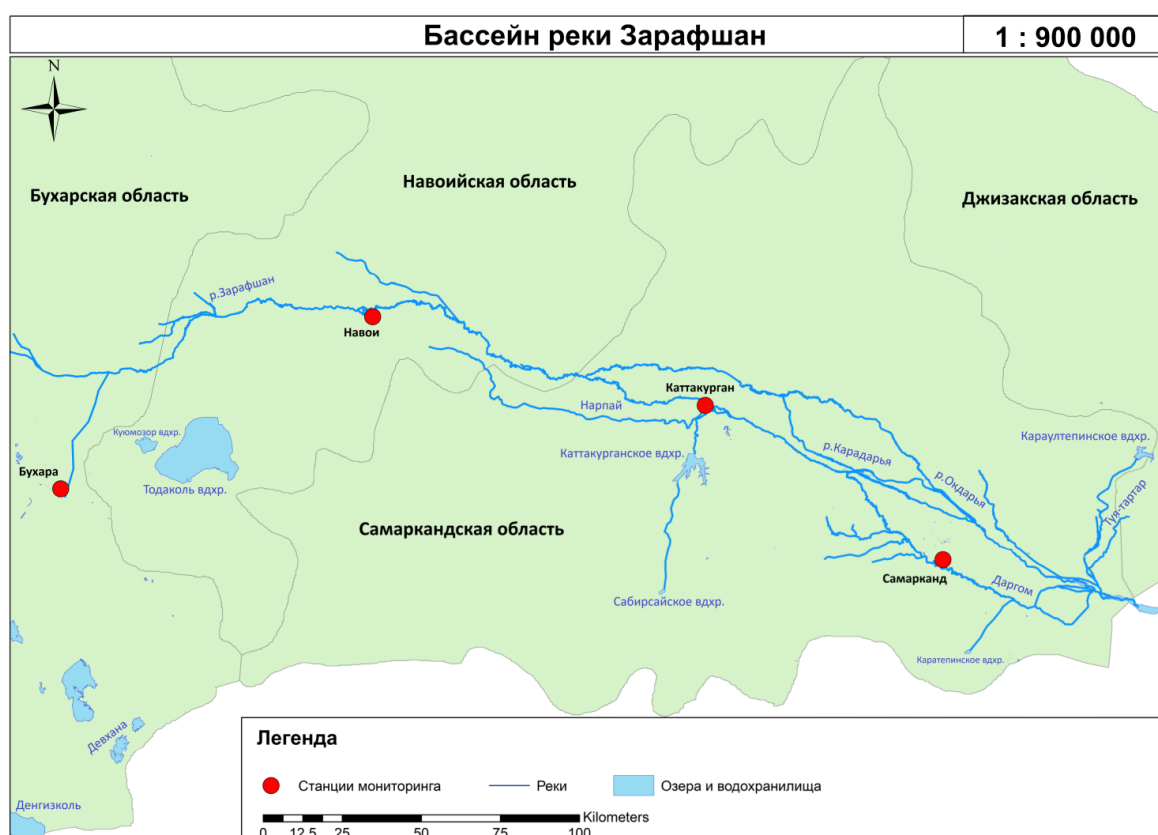 Бассейн реки Зарафшан
1 : 900 000
N
Бухарская область
Навоийская область
Джизакская область
р.Зарафшан
Навои
Каттакурган
Нарпай
Куюмозор вдхр.
Тодаколь вдхр.
Бухара
Каттакурганское вдхр.
р.Карадарья
р.Окдарья
Караултепинское вдхр.
Туя-тартар
Самаркандская область
Самарканд
Даргом
Сабирсайское вдхр.
Каратепинское вдхр.
Девхана
Денгизколь
Легенда
Станции мониторинга
Реки
Озера и водохранилища
Kilometers
0 12.5 25 50 75 100